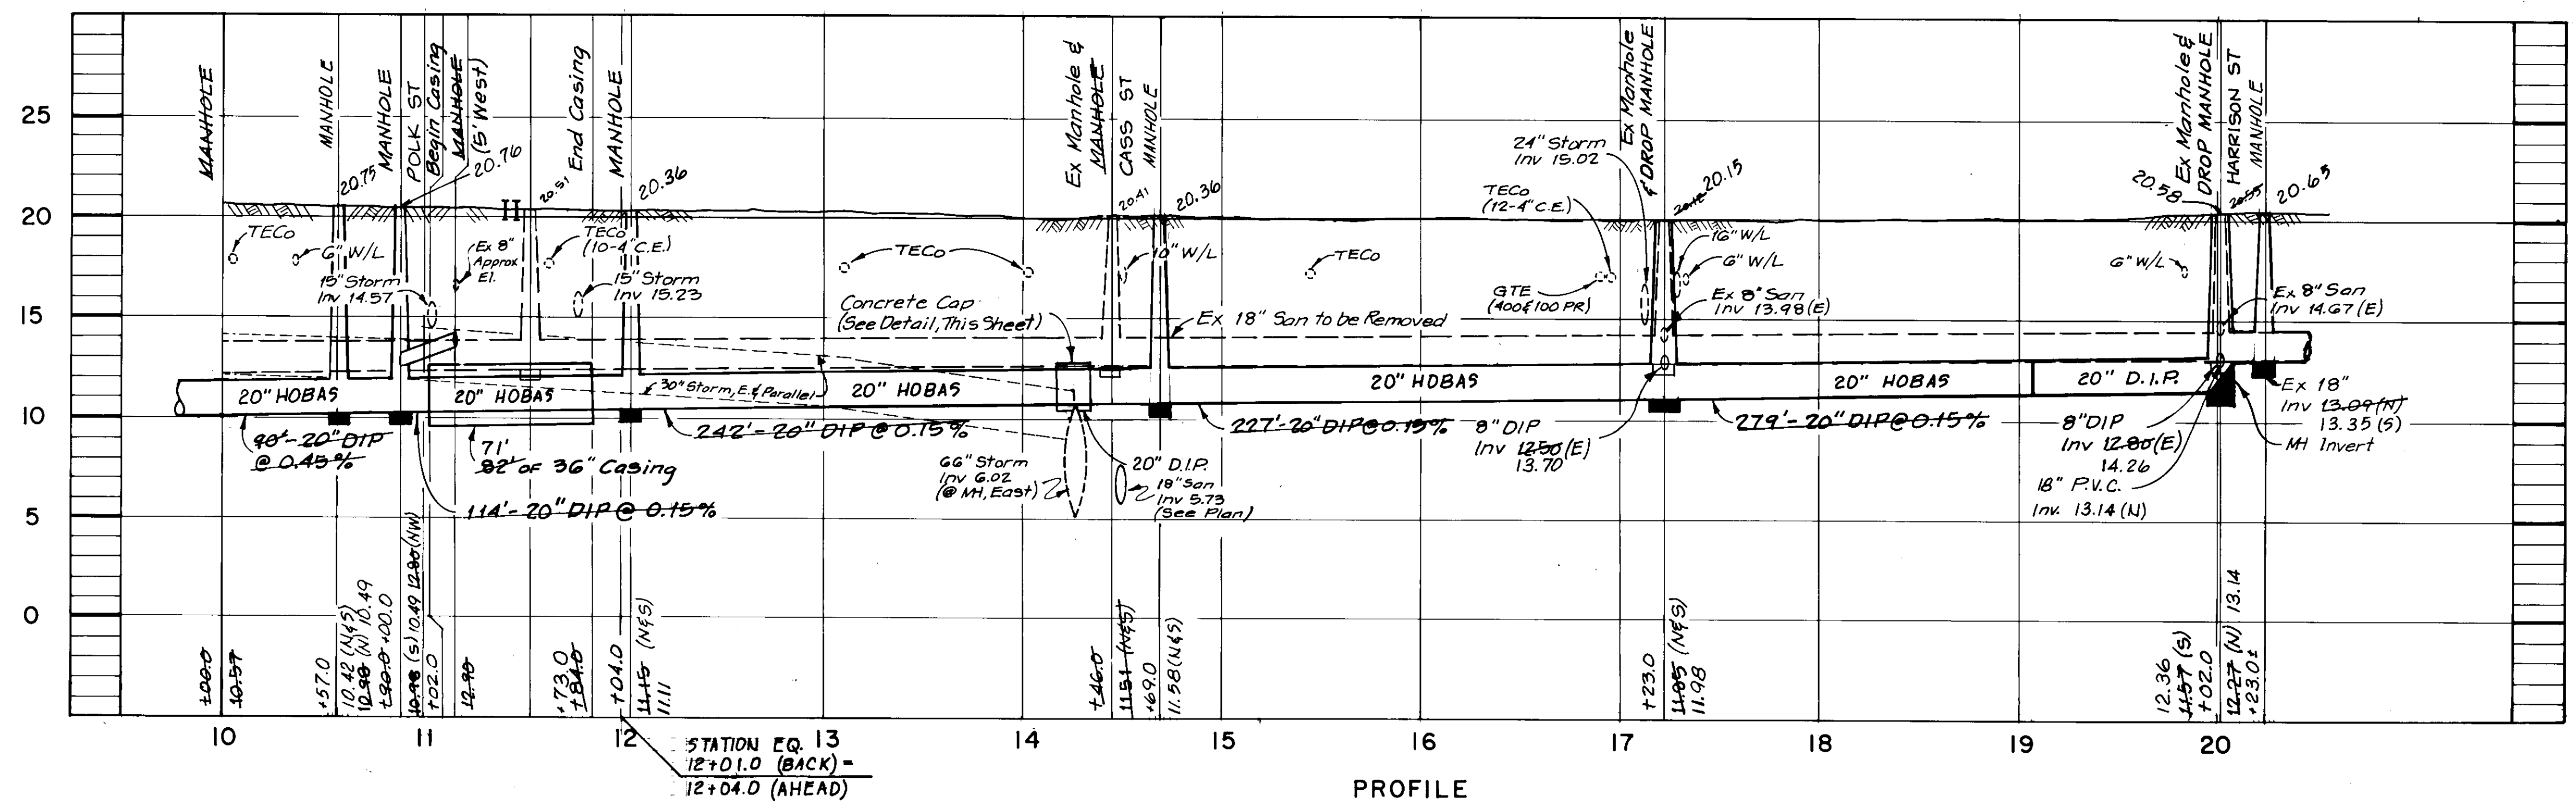 MANHOLE
MANHOLE
MANHOLE
POLK ST
Begin Casing
MANHOLE
(5' West)
End Casing
MANHOLE
Ex Manhole &
MANHOLE
CASS ST
MANHOLE
Ex Manhole
& DROP MANHOLE
Ex Manhole &
DROP MANHOLE
HARRISON ST
MANHOLE
25
20
15
10
5
0
20.75
20.76
20.51
20.36
20.41
20.36
20.12
20.15
20.58
20.55
20.65
TECo
6" W/L
15" Storm
Inv 14.57
Ex 8"
Approx
El.
TECo
(10-4" C.E.)
15" Storm
Inv 15.23
TECo
Concrete Cap
(See Detail, This Sheet)
10" W/L
Ex 18" San to be Removed
TECo
24" Storm
Inv 15.02
TECo
(12-4" C.E.)
GTE
(400 & 100 PR)
16" W/L
6" W/L
Ex 8" San
Inv 13.98 (E)
6" W/L
Ex 8" San
Inv 14.67 (E)
20" HOBAS
20" HOBAS
30" Storm, E. & Parallel
20" HOBAS
20" HOBAS
20" HOBAS
20" D.I.P.
90'-20" DIP
@ 0.45%
71'
82' of 36" Casing
114'-20" DIP @ 0.15%
242'-20" DIP @ 0.15%
66" Storm
Inv 6.02
(@ MH, East)
20" D.I.P.
18" San
Inv 5.73
(See Plan)
227'-20" DIP @ 0.15%
8" DIP
Inv 12.50 (E)
13.70
279'-20" DIP @ 0.15%
8" DIP
Inv 12.80 (E)
14.26
18" P.V.C.
Inv. 13.14 (N)
Ex 18"
Inv 13.09 (N)
13.35 (S)
MH Invert
+00.0
10.57
+57.0
10.42 (N&S)
10.98 (N) 10.49
+90.0 +00.0
10.98 (S) 10.49 12.80 (NW)
+02.0
12.90
+73.0
+84.0
+04.0
11.15 (N&S)
11.11
+46.0
11.51 (N&S)
+69.0
11.58 (N&S)
+23.0
11.85 (N&S)
11.98
12.36
11.57 (S)
+02.0
12.27 (N) 13.14
+23.0±
10
11
12
13
14
15
16
17
18
19
20
STATION EQ.
12+01.0 (BACK) =
12+04.0 (AHEAD)
PROFILE